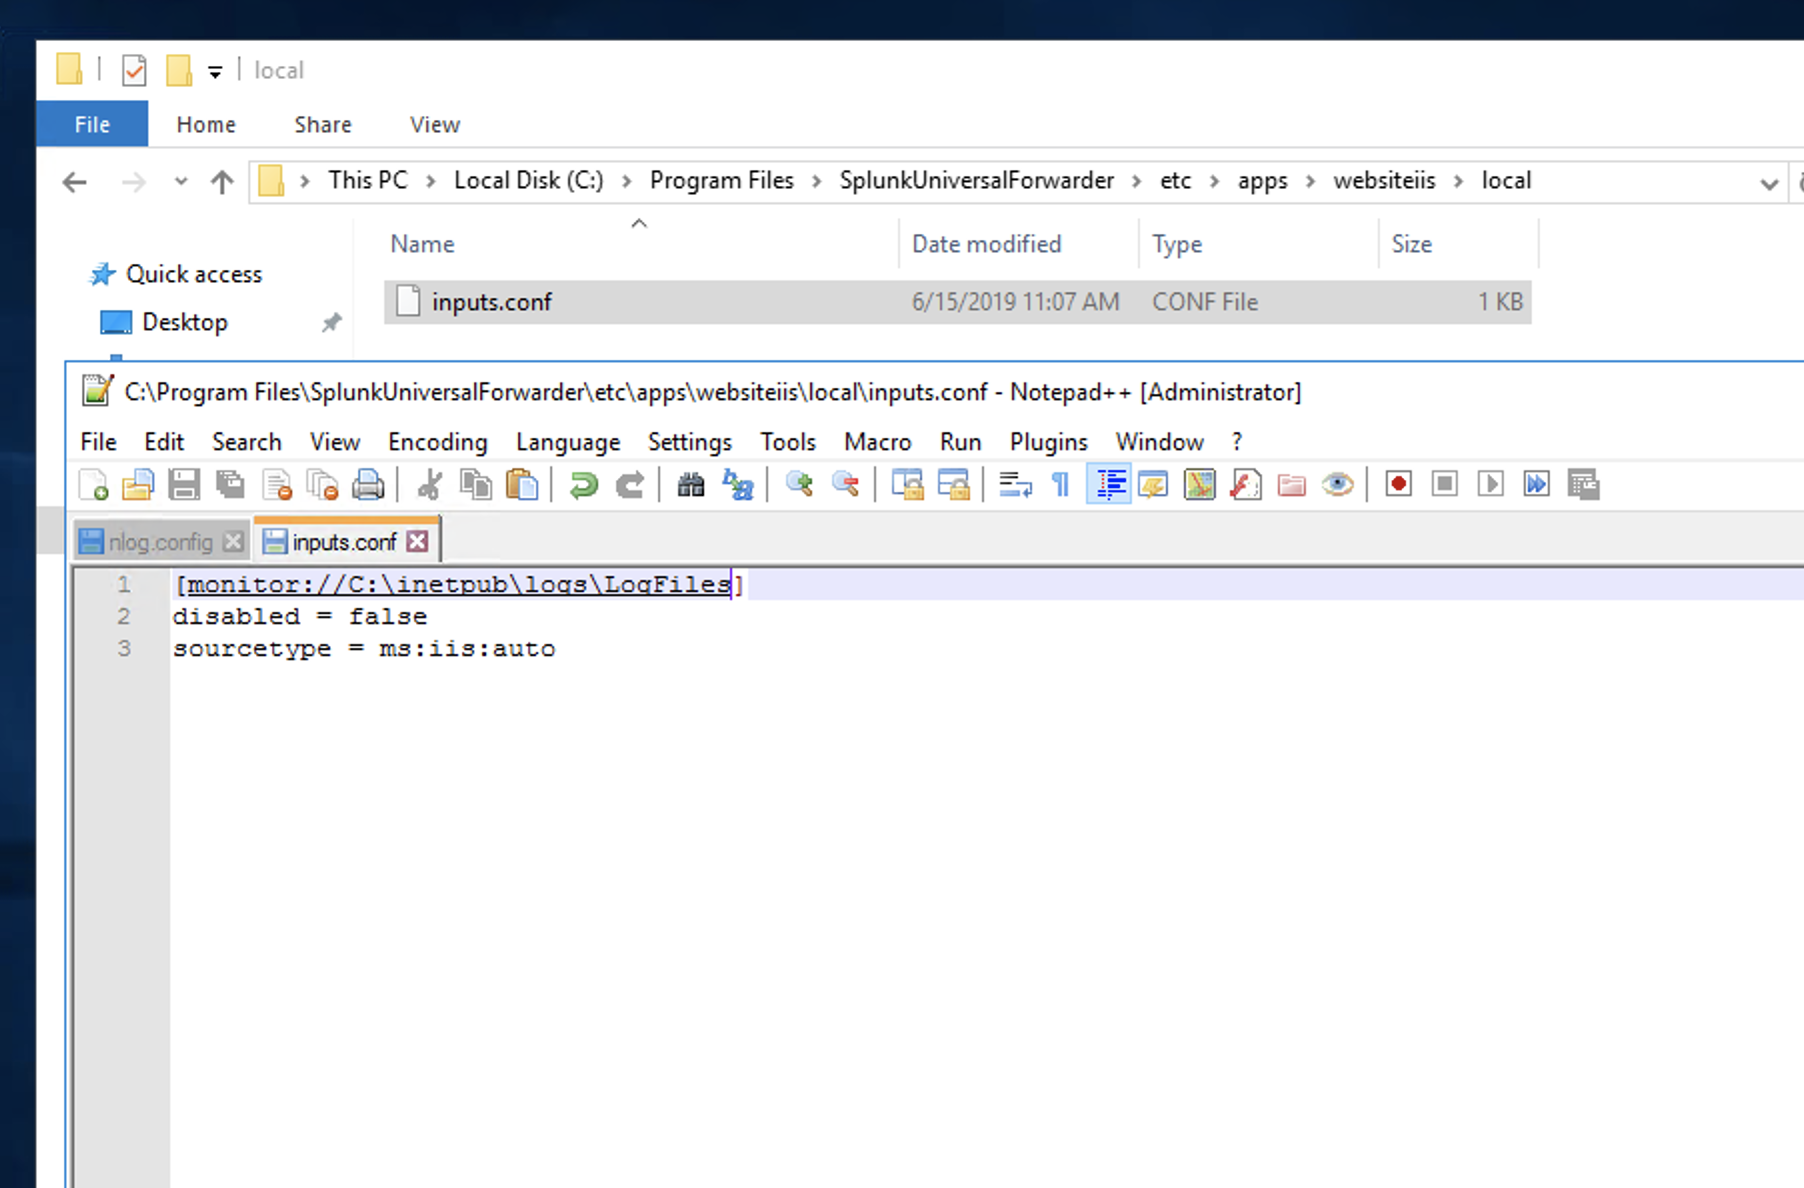 local
File Home Share View
This PC > Local Disk (C:) > Program Files > SplunkUniversalForwarder > etc > apps > websiteiis > local
Name Date modified Type Size
Quick access
inputs.conf 6/15/2019 11:07 AM CONF File 1 KB
Desktop
C:\Program Files\SplunkUniversalForwarder\etc\apps\websiteiis\local\inputs.conf - Notepad++ [Administrator]
File Edit Search View Encoding Language Settings Tools Macro Run Plugins Window ?
nlog.config inputs.conf
1 [monitor://C:\inetpub\logs\LogFiles]
2 disabled = false
3 sourcetype = ms:iis:auto